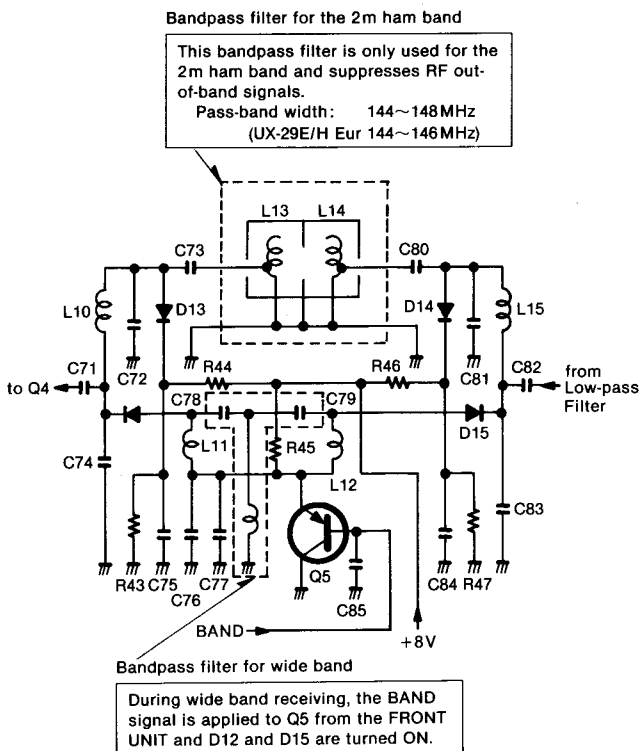 Bandpass filter for the 2m ham band
This bandpass filter is only used for the
2m ham band and suppresses RF out-
of-band signals.
Pass-band width: 144~148MHz
(UX-29E/H Eur 144~146MHz)
L13 L14
C73 C80
L10 D13 D14 L15
C71 C72 R44 R46 C81 C82
to Q4 from
Low-pass
Filter
C78 C79
D15
C74 L11 R45 L12 C83
R43 C75 C76 C77 Q5 C85 C84 R47
BAND +8V
Bandpass filter for wide band
During wide band receiving, the BAND
signal is applied to Q5 from the FRONT
UNIT and D12 and D15 are turned ON.